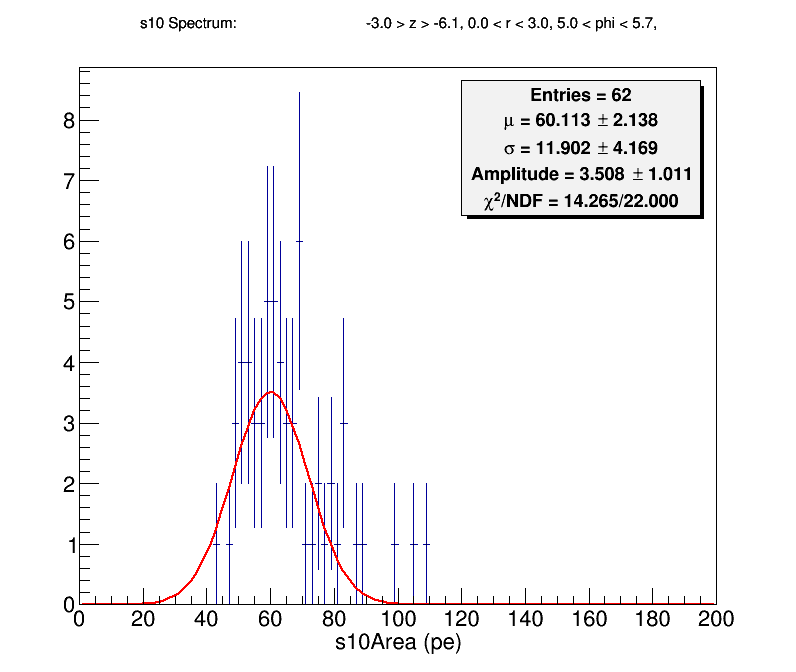 s10 Spectrum: -3.0 > z > -6.1, 0.0 < r < 3.0, 5.0 < phi < 5.7,
Entries = 62
μ = 60.113 ± 2.138
σ = 11.902 ± 4.169
Amplitude = 3.508 ± 1.011
χ²/NDF = 14.265/22.000
8
7
6
5
4
3
2
1
0
0 20 40 60 80 100 120 140 160 180 200
s10Area (pe)